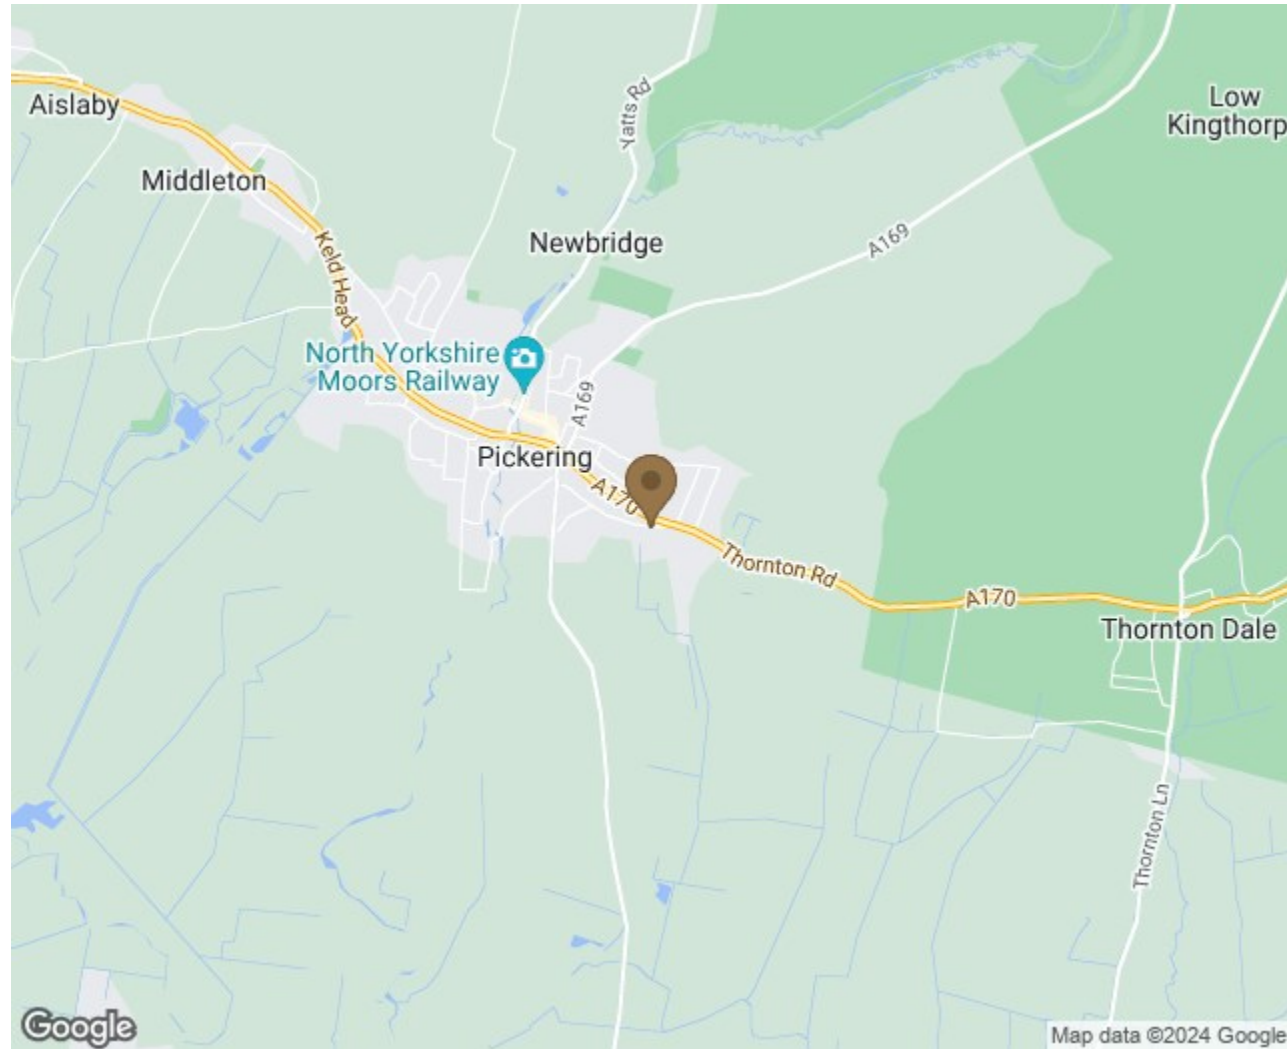 Aislaby
Yatts Rd
Low
Kingthorp
Middleton
Newbridge
A169
Keld Head
North Yorkshire
Moors Railway
A169
Pickering
A170
Thornton Rd
A170
Thornton Dale
Thornton Ln
Google
Map data ©2024 Google